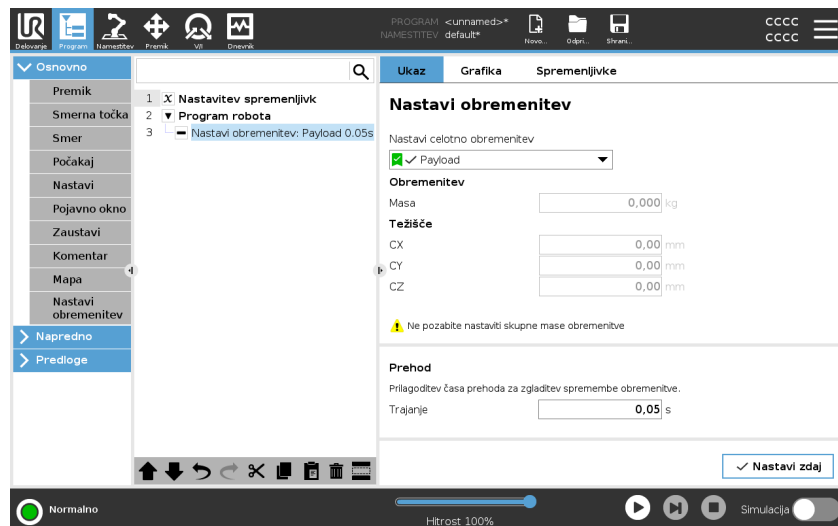 UR
PROGRAM <unnamed>*
NAMESTITEV default*
CCCC
CCCC
Delovanje Program Namestitev Premik V/I Dnevnik Novo... Odpri... Shrani...
Osnovno
Premik
Smerna točka
Smer
Počakaj
Nastavi
Pojavno okno
Zaustavi
Komentar
Mapa
Nastavi
obremenitev
Napredno
Predloge
1 X Nastavitev spremenljivk
2 Program robota
3 Nastavi obremenitev: Payload 0.05s
Ukaz Grafika Spremenljivke
Nastavi obremenitev
Nastavi celotno obremenitev
Payload
Obremenitev
Masa 0,000 kg
Težišče
CX 0,00 mm
CY 0,00 mm
CZ 0,00 mm
Ne pozabite nastaviti skupne mase obremenitve
Prehod
Prilagoditev časa prehoda za zgladitev spremembe obremenitve.
Trajanje 0,05 s
Nastavi zdaj
Normalno
Hitrost 100%
Simulacija